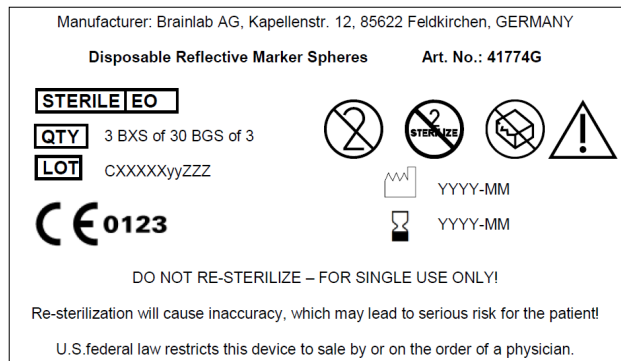 Manufacturer: Brainlab AG, Kapellenstr. 12, 85622 Feldkirchen, GERMANY
Disposable Reflective Marker Spheres Art. No.: 41774G
STERILE EO
QTY 3 BXS of 30 BGS of 3
LOT CXXXXXyyZZZ
2
2 STERILIZE
YYYY-MM
YYYY-MM
CE 0123
DO NOT RE-STERILIZE – FOR SINGLE USE ONLY!
Re-sterilization will cause inaccuracy, which may lead to serious risk for the patient!
U.S.federal law restricts this device to sale by or on the order of a physician.